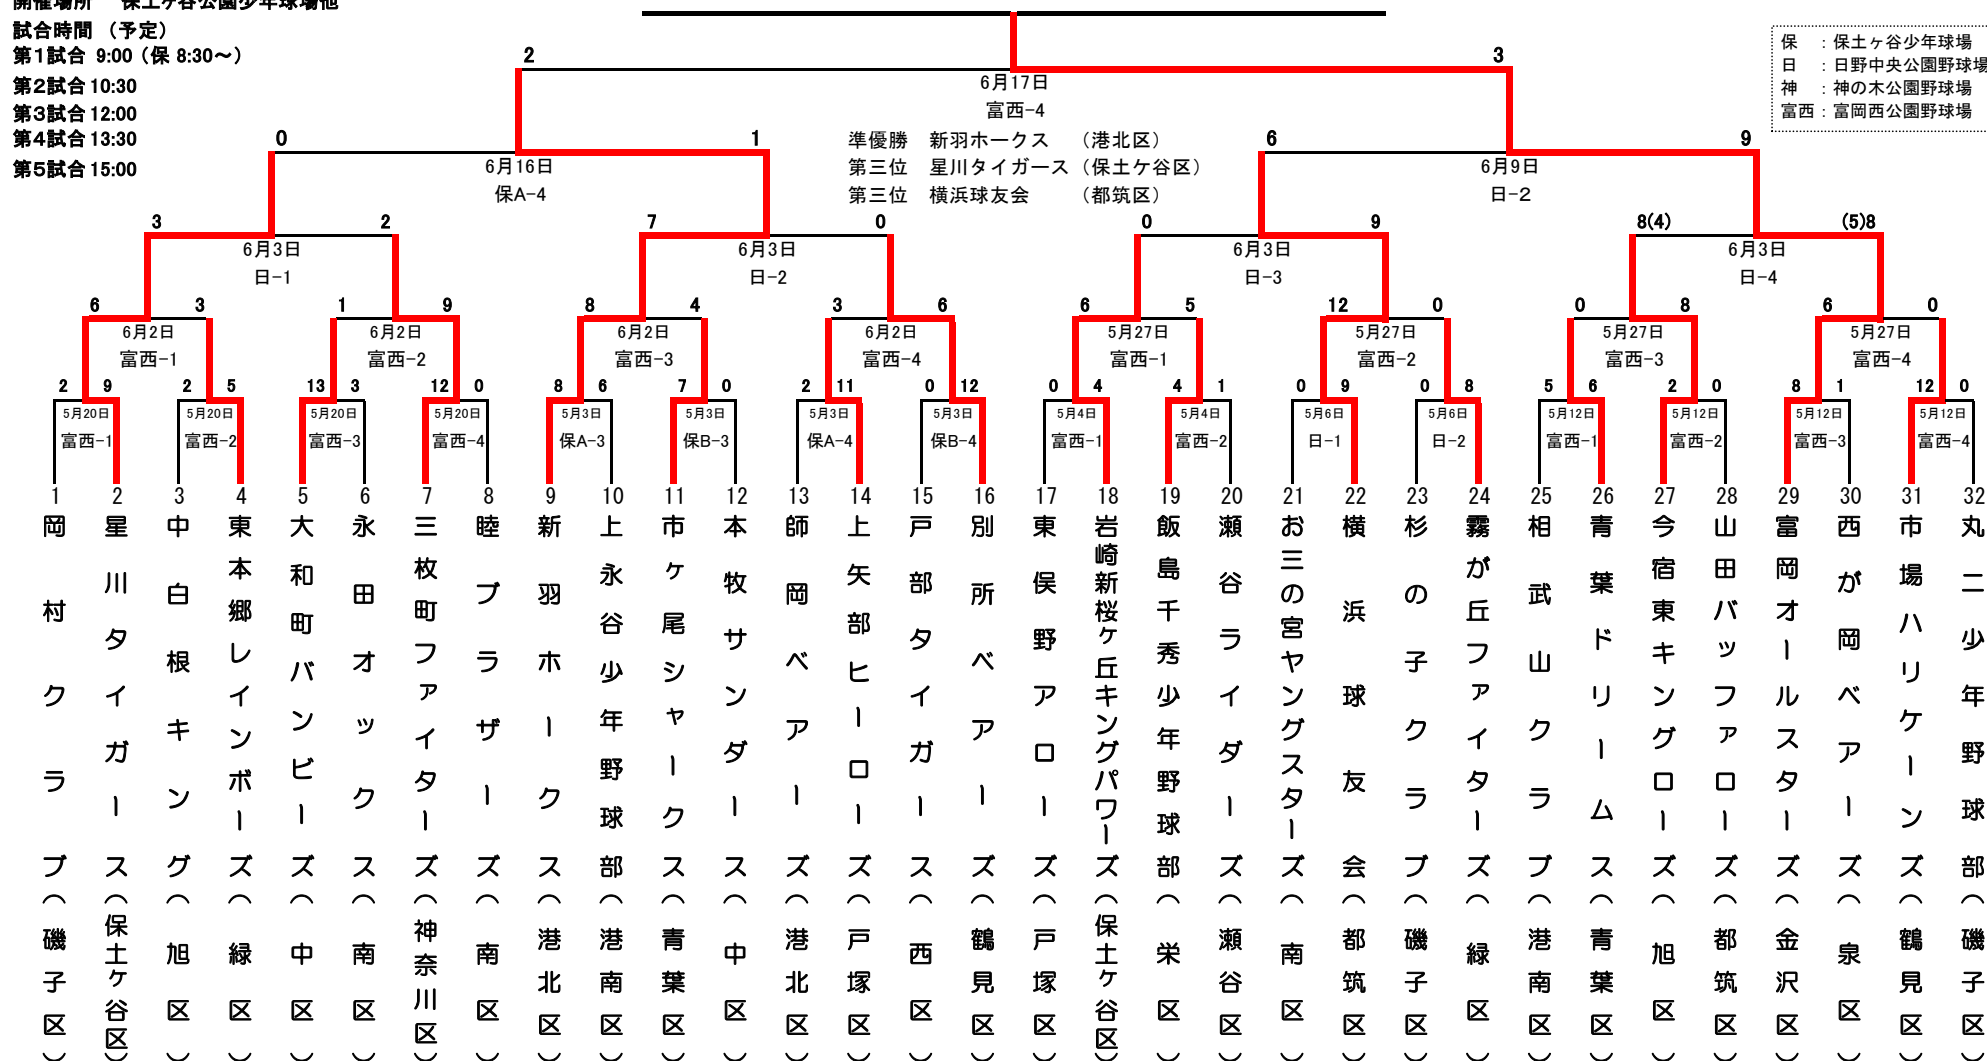 開催場所 保土ヶ谷公園少年球場他
試合時間 (予定)
第1試合 9:00 (保 8:30～)
第2試合 10:30
第3試合 12:00
第4試合 13:30
第5試合 15:00
保 : 保土ヶ谷少年球場
日 : 日野中央公園野球場
神 : 神の木公園野球場
富西 : 富岡西公園野球場
2 3
6月17日
富西-4
準優勝 新羽ホークス (港北区)
第三位 星川タイガース (保土ケ谷区)
第三位 横浜球友会 (都筑区)
0 1 6 9
6月16日 6月9日
保A-4 日-2
3 2 7 0 0 9 8(4) (5)8
6月3日 6月3日 6月3日 6月3日
日-1 日-2 日-3 日-4
6 3 1 9 8 4 3 6 6 5 12 0 0 8 6 0
6月2日 6月2日 6月2日 6月2日 5月27日 5月27日 5月27日 5月27日
富西-1 富西-2 富西-3 富西-4 富西-1 富西-2 富西-3 富西-4
2 9 2 5 13 3 12 0 8 6 7 0 2 11 0 12 0 4 4 1 0 9 0 8 5 6 2 0 8 1 12 0
5月20日 5月20日 5月20日 5月20日 5月3日 5月3日 5月3日 5月3日 5月4日 5月4日 5月6日 5月6日 5月12日 5月12日 5月12日 5月12日
富西-1 富西-2 富西-3 富西-4 保A-3 保B-3 保A-4 保B-4 富西-1 富西-2 日-1 日-2 富西-1 富西-2 富西-3 富西-4
1 2 3 4 5 6 7 8 9 10 11 12 13 14 15 16 17 18 19 20 21 22 23 24 25 26 27 28 29 30 31 32
岡村クラブ(磯子区)
星川タイガース(保土ケ谷区)
中白根キング(旭区)
東本郷レインボーズ(緑区)
大和町バンビーズ(中区)
永田オックス(南区)
三枚町ファイターズ(神奈川区)
睦ブラザーズ(南区)
新羽ホークス(港北区)
上永谷少年野球部(港南区)
市ヶ尾シャークス(青葉区)
本牧サンダース(中区)
師岡ベアーズ(港北区)
上矢部ヒーローズ(戸塚区)
戸部タイガース(西区)
別所ベアーズ(鶴見区)
東俣野アローズ(戸塚区)
岩崎新桜ヶ丘キングパワーズ(保土ケ谷区)
飯島千秀少年野球部(栄区)
瀬谷ライダーズ(瀬谷区)
お三の宮ヤングスターズ(南区)
横浜球友会(都筑区)
杉の子クラブ(磯子区)
霧が丘ファイターズ(緑区)
相武山クラブ(港南区)
青葉ドリームス(青葉区)
今宿東キングローズ(旭区)
山田バッファローズ(都筑区)
富岡オールスターズ(金沢区)
西が岡ベアーズ(泉区)
市場ハリケーンズ(鶴見区)
丸二少年野球部(磯子区)